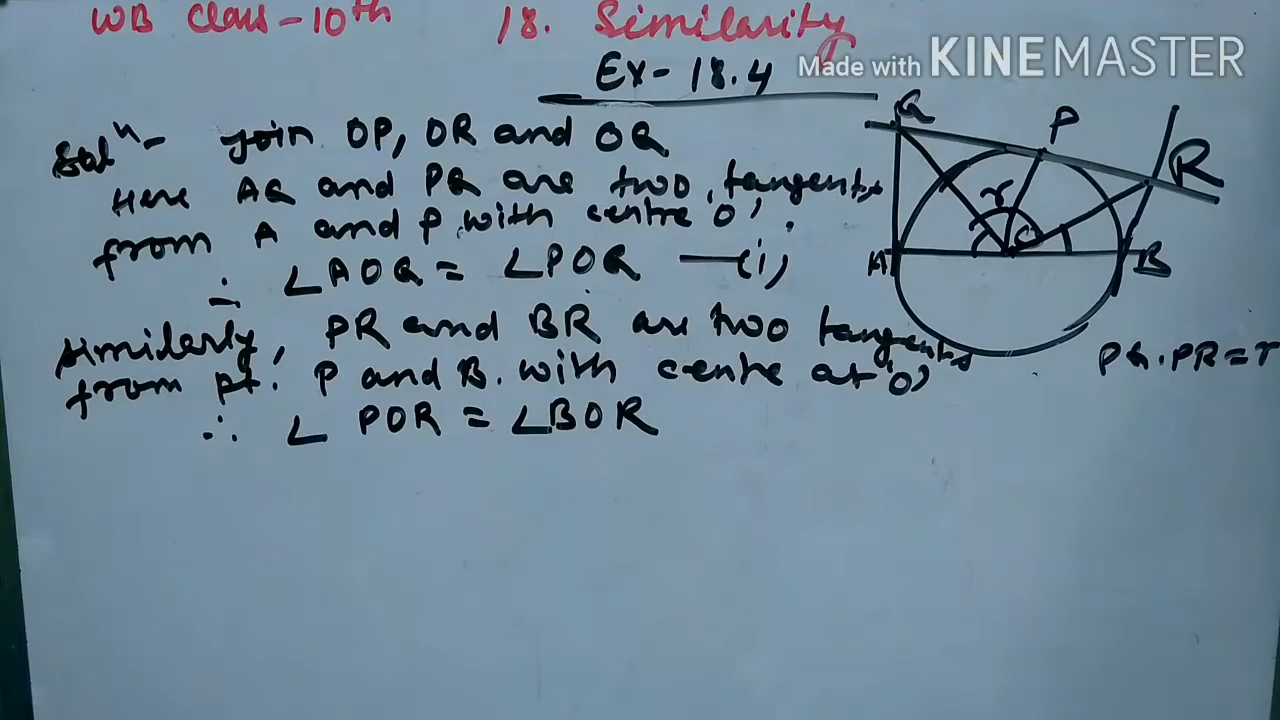 WB Class-10th 18. Similarity
Ex-18.4
Made with KINEMASTER
Solⁿ- Join OP, OR and OQ
Here AQ and PQ are two tangents
from A and P with centre 'O'.
∴ ∠AOQ = ∠POQ —(i)
Similarly, PR and BR are two tangents
from pt. P and B. with centre at 'O'
∴ ∠ POR = ∠BOR
Q
P
R
r
O
A
B
PQ.PR=r